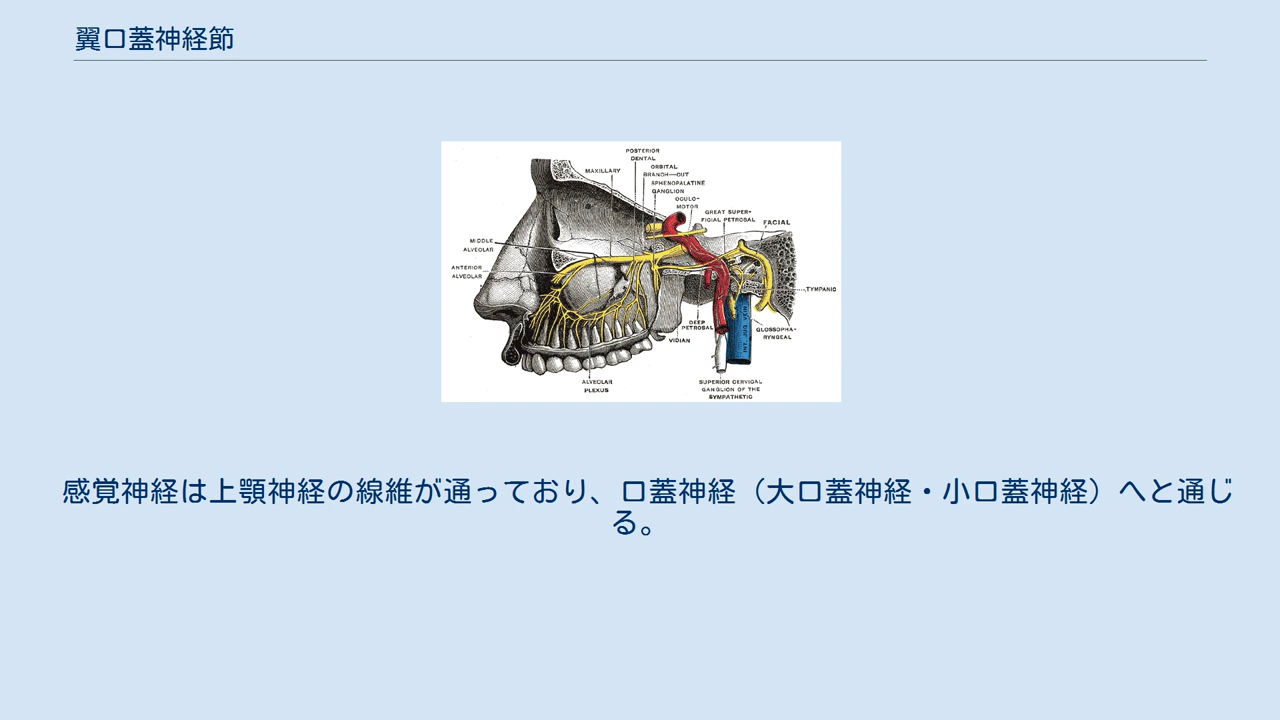 翼口蓋神経節
POSTERIOR
DENTAL
ORBITAL
MAXILLARY
BRANCH—CUT
SPHENOPALATINE
GANGLION
OCULO-
MOTOR
GREAT SUPER-
FICIAL PETROSAL
FACIAL
MIDDLE
ALVEOLAR
ANTERIOR
ALVEOLAR
TYMPANIC
DEEP
PETROSAL
INT. JUG. VEIN
GLOSSOPHA-
RYNGEAL
VIDIAN
ALVEOLAR
PLEXUS
SUPERIOR CERVICAL
GANGLION OF THE
SYMPATHETIC
感覚神経は上顎神経の線維が通っており、口蓋神経（大口蓋神経・小口蓋神経）へと通じ
る。